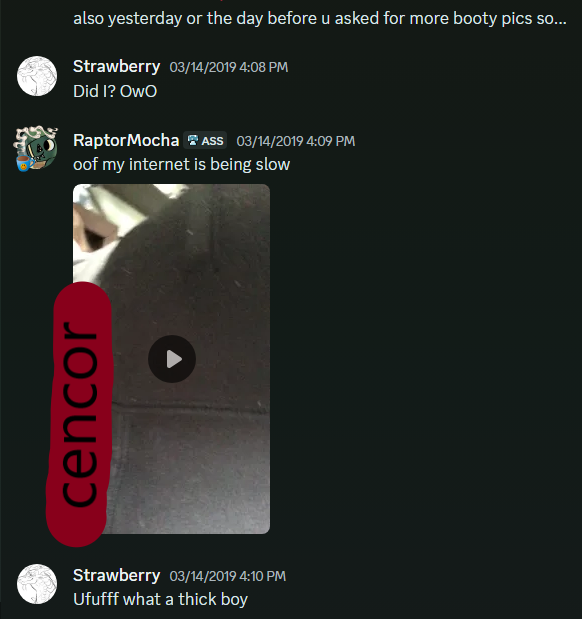 also yesterday or the day before u asked for more booty pics so...
Strawberry 03/14/2019 4:08 PM
Did I? OwO
RaptorMocha ASS 03/14/2019 4:09 PM
oof my internet is being slow
cencor
Strawberry 03/14/2019 4:10 PM
Ufufff what a thick boy